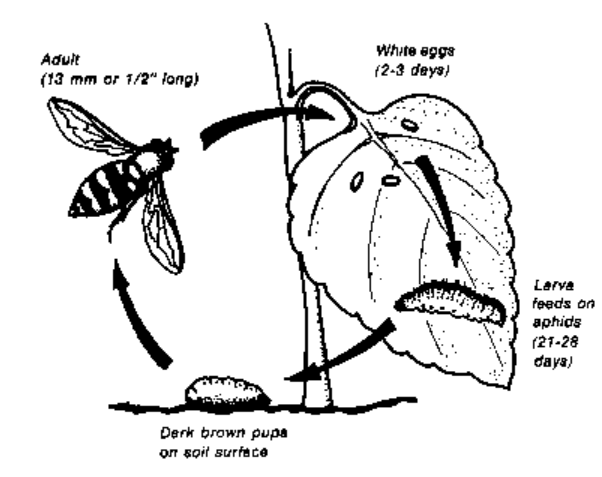 Adult
(13 mm or 1/2" long)
White eggs
(2-3 days)
Larva
feeds on
aphids
(21-28
days)
Dark brown pupa
on soil surface